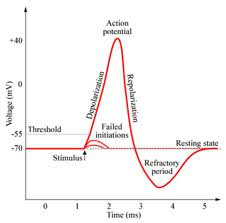 Action
potential
+40
Depolarization
Repolarization
Voltage (mV)
0
Threshold
Failed
initiations
-55
-70
Resting state
Stimulus
Refractory
period
0 1 2 3 4 5
Time (ms)